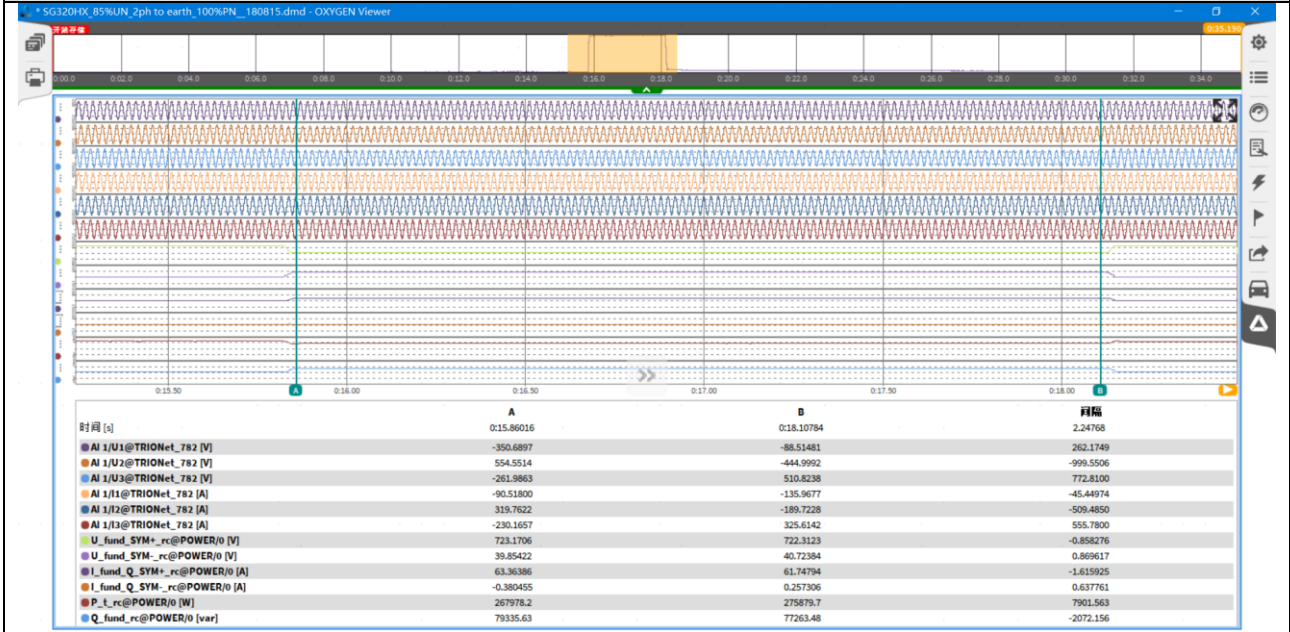 * SG320HX_85%UN_2ph to earth_100%PN__180815.dmd - OXYGEN Viewer
开始存储
0:35.190
0:00.0 0:02.0 0:04.0 0:06.0 0:08.0 0:10.0 0:12.0 0:14.0 0:16.0 0:18.0 0:20.0 0:22.0 0:24.0 0:26.0 0:28.0 0:30.0 0:32.0 0:34.0
0:15.50 A 0:16.00 0:16.50 0:17.00 0:17.50 0:18.00 B
A B 间隔
时间 [s] 0:15.86016 0:18.10784 2.24768
AI 1/U1@TRIONet_782 [V] -350.6897 -88.51481 262.1749
AI 1/U2@TRIONet_782 [V] 554.5514 -444.9992 -999.5506
AI 1/U3@TRIONet_782 [V] -261.9863 510.8238 772.8100
AI 1/I1@TRIONet_782 [A] -90.51800 -135.9677 -45.44974
AI 1/I2@TRIONet_782 [A] 319.7622 -189.7228 -509.4850
AI 1/I3@TRIONet_782 [A] -230.1657 325.6142 555.7800
U_fund_SYM+_rc@POWER/0 [V] 723.1706 722.3123 -0.858276
U_fund_SYM-_rc@POWER/0 [V] 39.85422 40.72384 0.869617
I_fund_Q_SYM+_rc@POWER/0 [A] 63.36386 61.74794 -1.615925
I_fund_Q_SYM-_rc@POWER/0 [A] -0.380455 0.257306 0.637761
P_t_rc@POWER/0 [W] 267978.2 275879.7 7901.563
Q_fund_rc@POWER/0 [var] 79335.63 77263.48 -2072.156